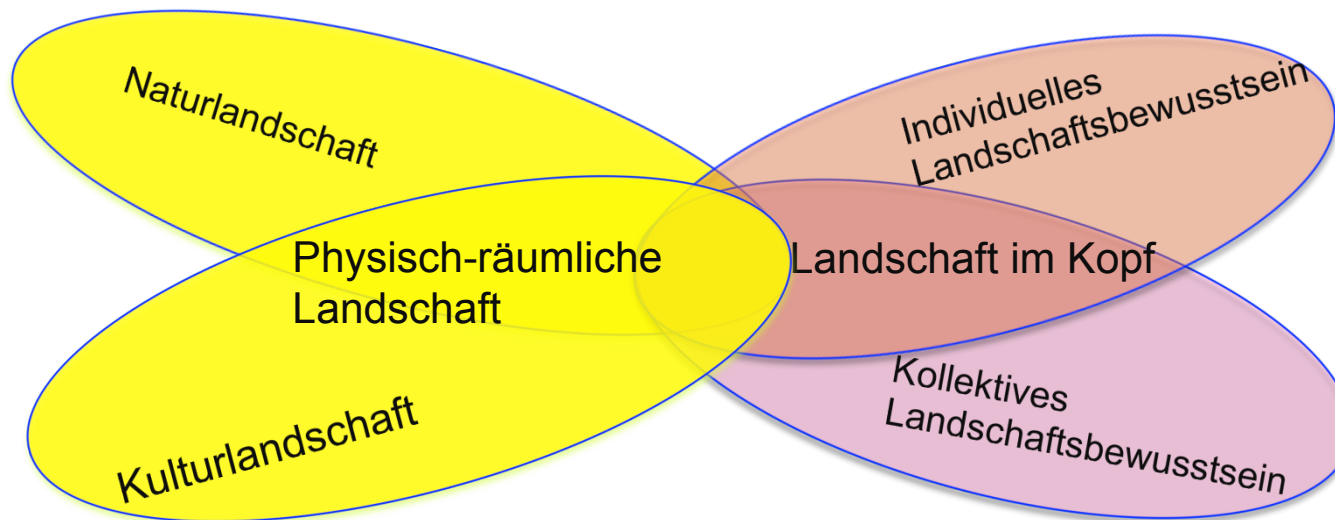 Naturlandschaft
Individuelles
Landschaftsbewusstsein
Physisch-räumliche
Landschaft
Landschaft im Kopf
Kulturlandschaft
Kollektives
Landschaftsbewusstsein